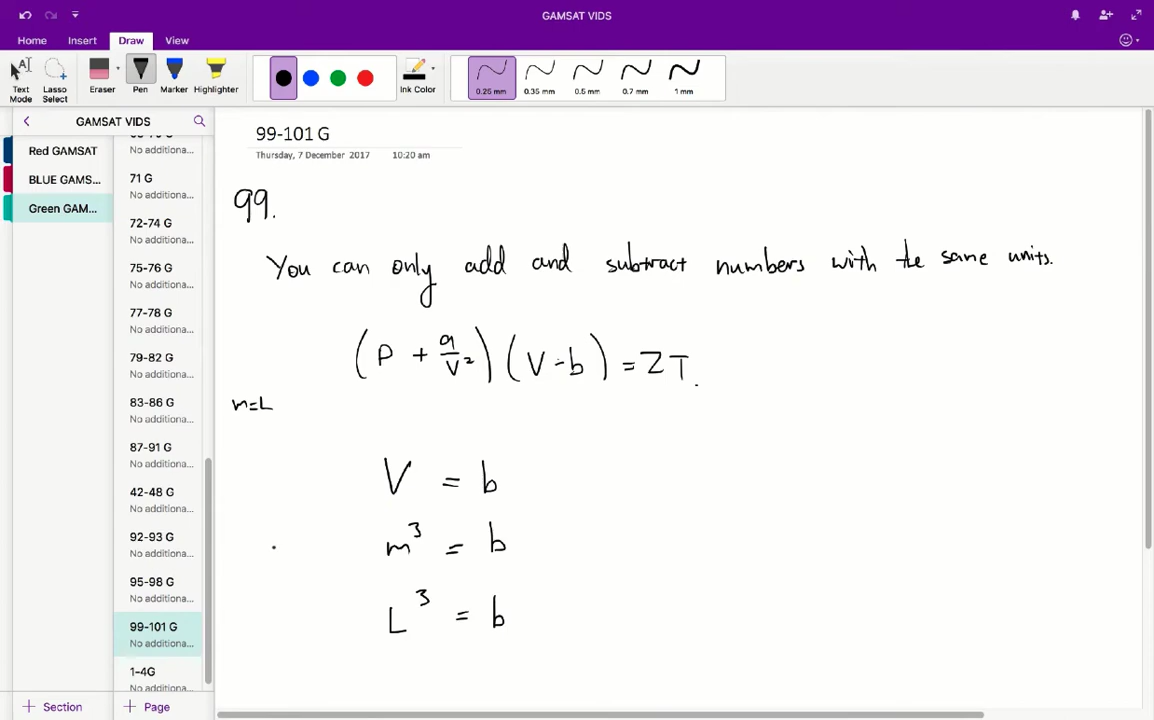 GAMSAT VIDS
Home Insert Draw View
Text Mode
Lasso Select
Eraser
Pen
Marker
Highlighter
Ink Color
0.25 mm
0.35 mm
0.5 mm
0.7 mm
1 mm
GAMSAT VIDS
Red GAMSAT
BLUE GAMS...
Green GAM...
No additiona...
71 G
No additiona...
72-74 G
No additiona...
75-76 G
No additiona...
77-78 G
No additiona...
79-82 G
No additiona...
83-86 G
No additiona...
87-91 G
No additiona...
42-48 G
No additiona...
92-93 G
No additiona...
95-98 G
No additiona...
99-101 G
No additiona...
1-4G
No additiona...
+ Section
+ Page
99-101 G
Thursday, 7 December 2017 10:20 am
99.
You can only add and subtract numbers with the same units.
(P + a/V²)(V-b) = ZT.
m=L
V = b
m³ = b
L³ = b